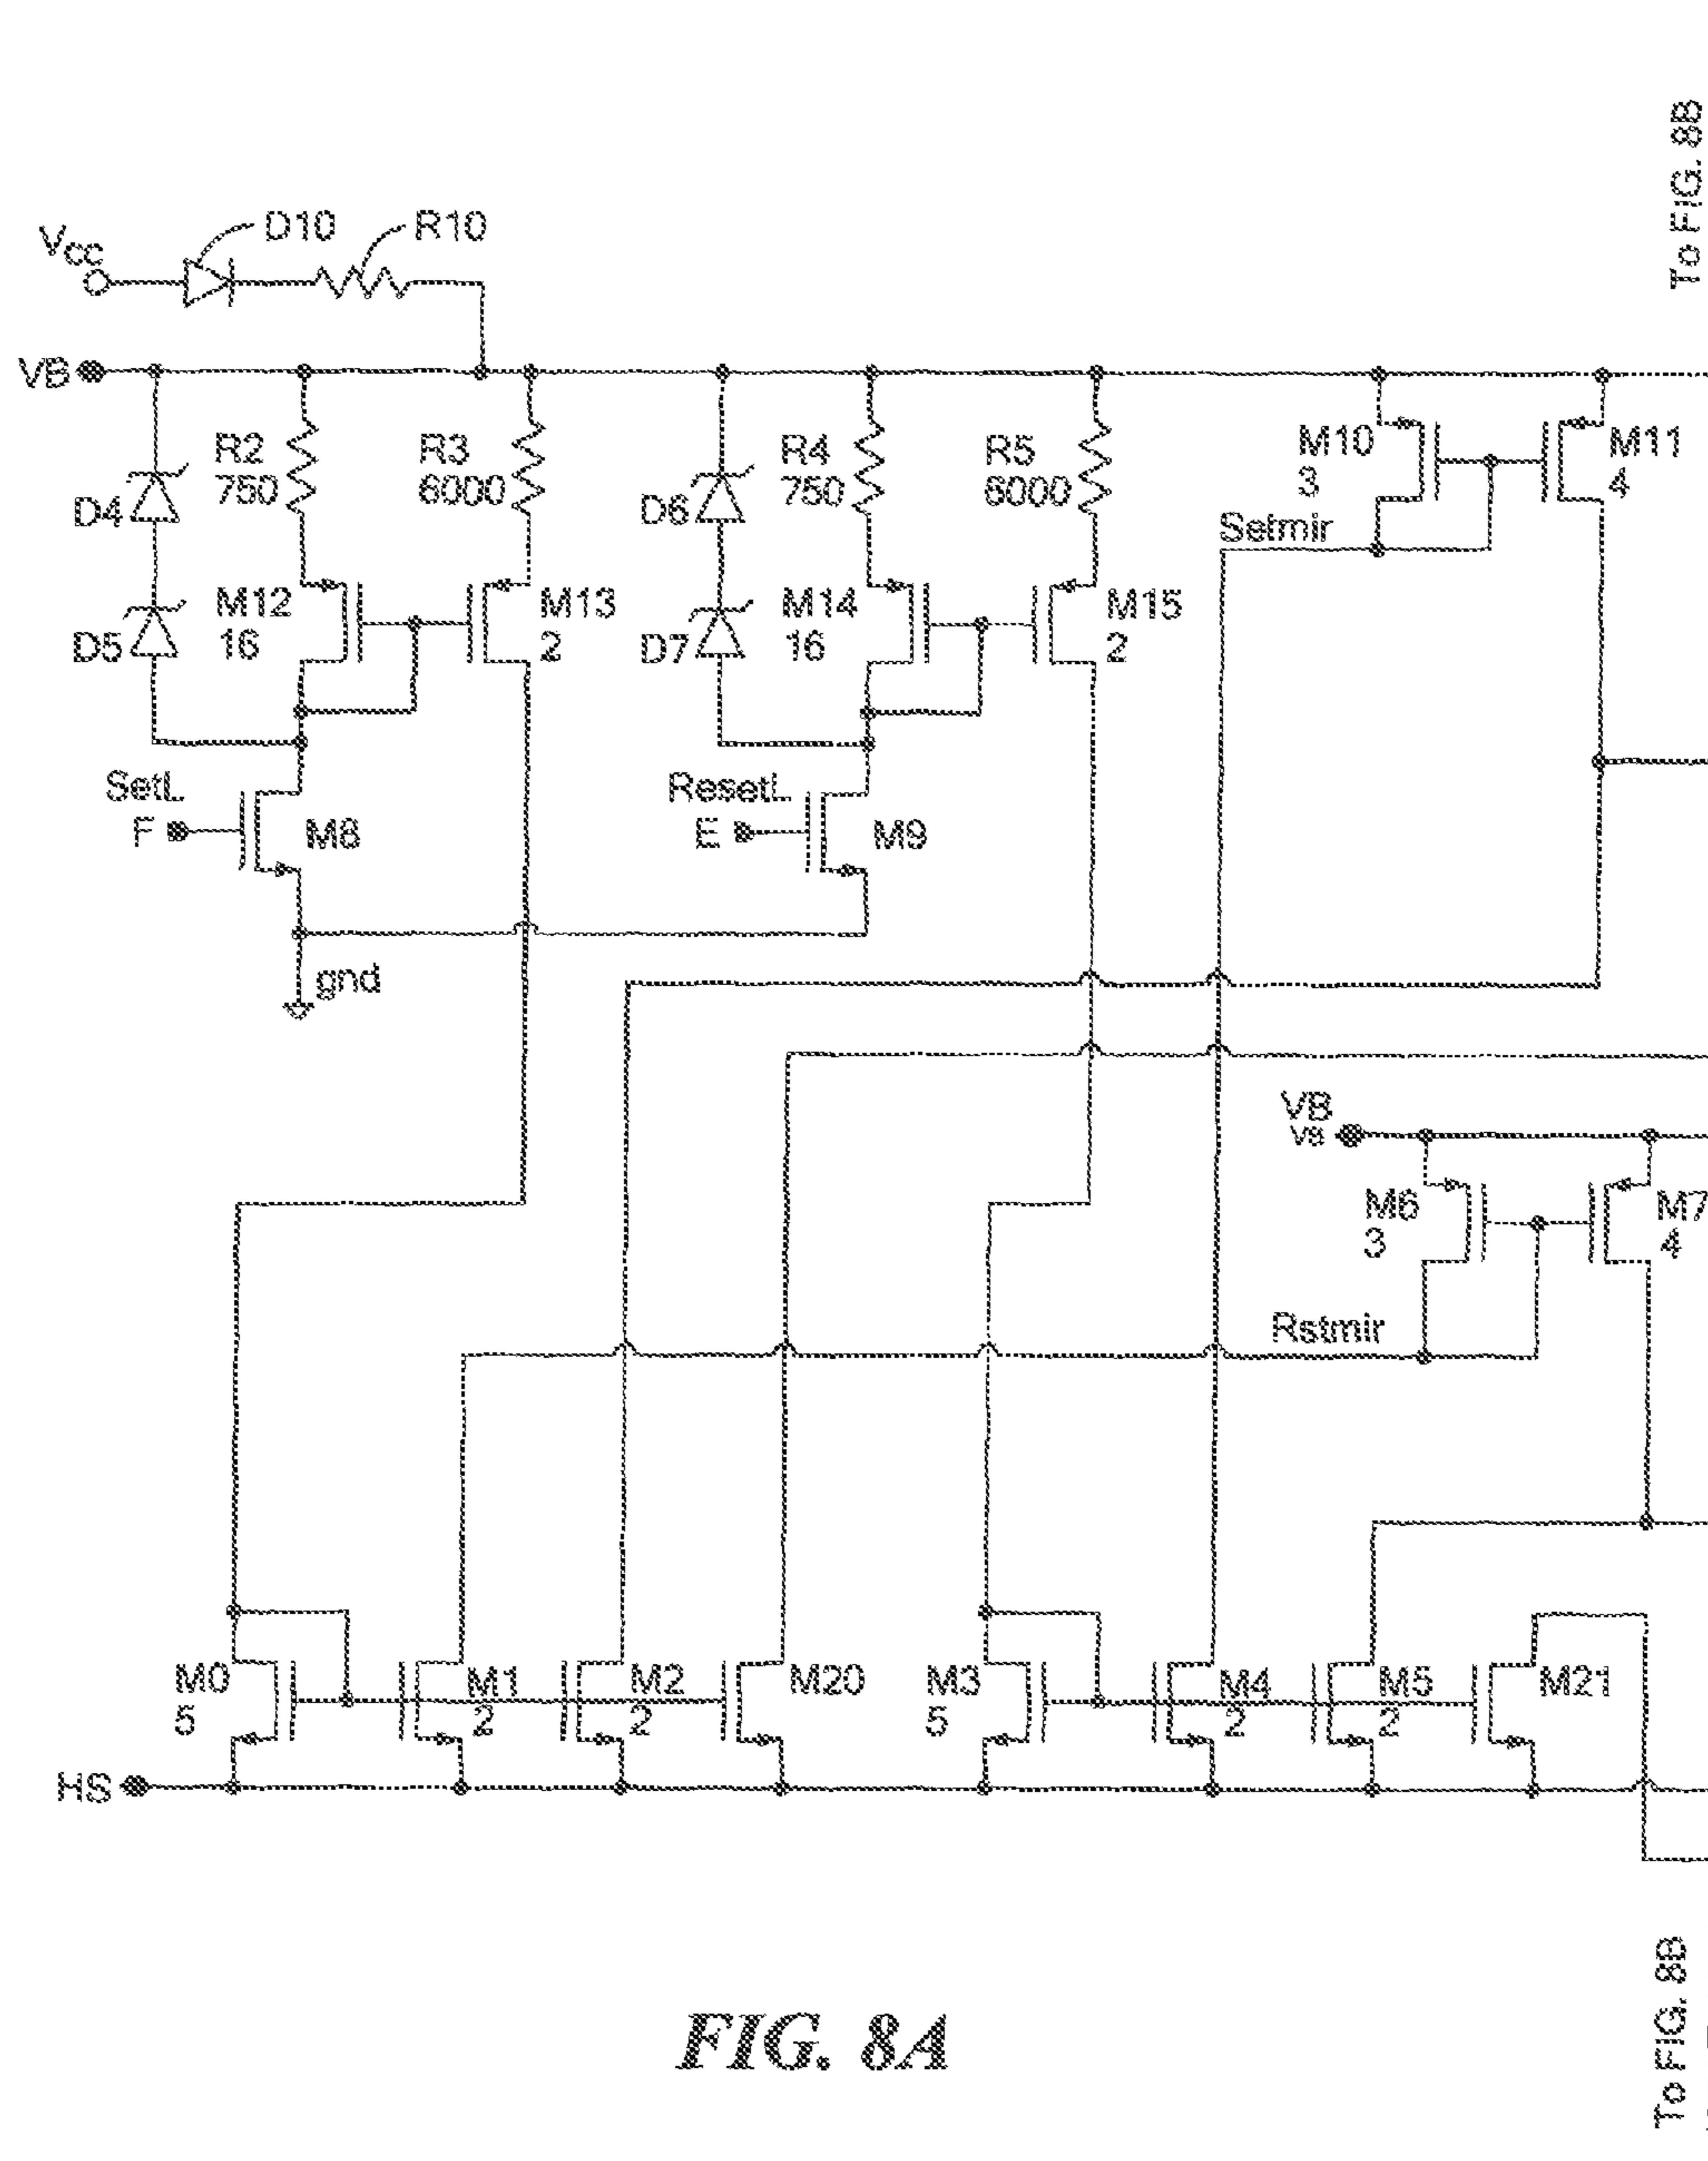 To FIG. 8B
VCC
D10
R10
VB
R2
750
R3
6000
D4
D5
M12
16
M13
2
R4
750
R5
6000
D6
D7
M14
16
M15
2
M10
3
M11
4
Setmir
SetL
F
M8
ResetL
E
M9
gnd
VB
VB
M6
3
M7
4
Rstmir
M0
5
M1
2
M2
2
M20
M3
5
M4
2
M5
2
M21
HS
To FIG. 8B
FIG. 8A